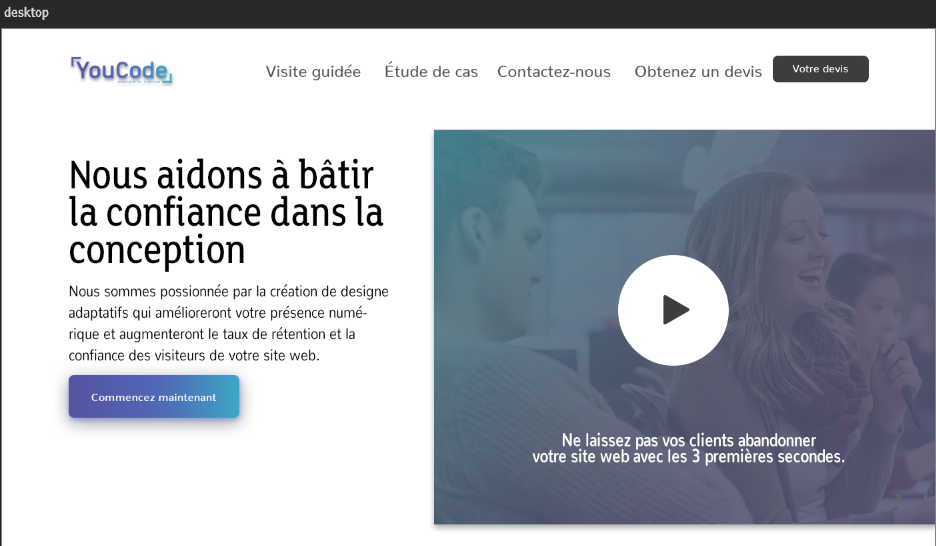 desktop
YouCode
Visite guidée
Étude de cas
Contactez-nous
Obtenez un devis
Votre devis
Nous aidons à bâtir
la confiance dans la
conception
Nous sommes possionnée par la création de designe
adaptatifs qui amélioreront votre présence numé-
rique et augmenteront le taux de rétention et la
confiance des visiteurs de votre site web.
Commencez maintenant
Ne laissez pas vos clients abandonner
votre site web avec les 3 premières secondes.